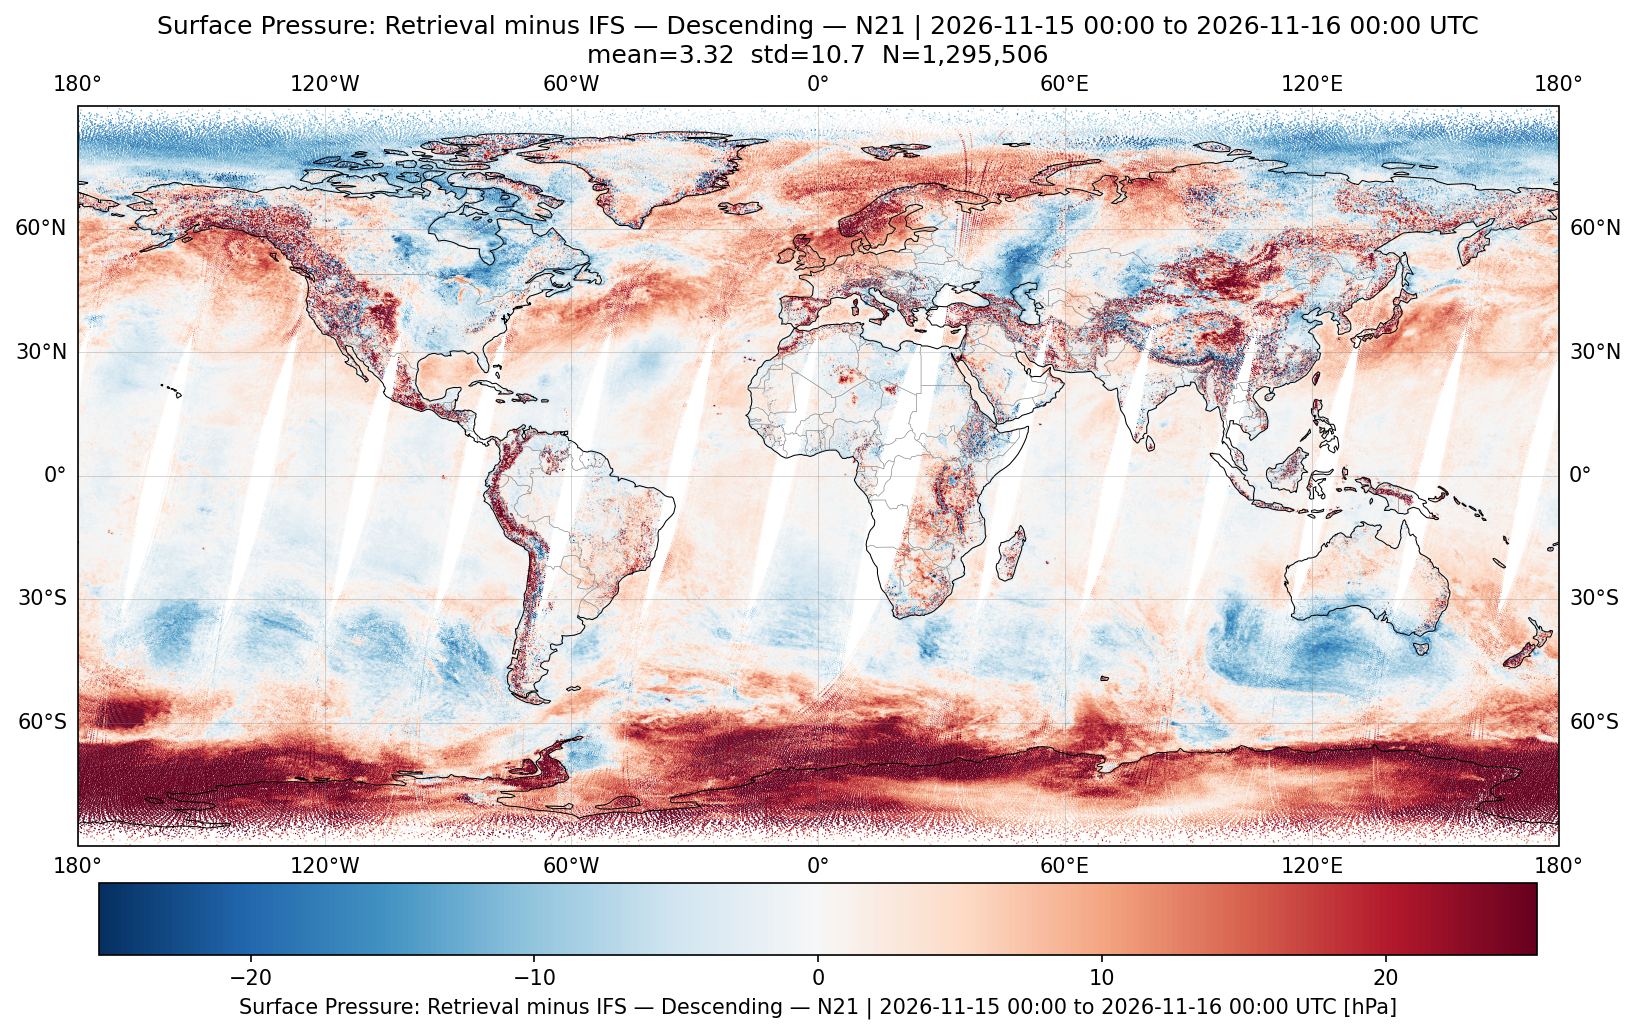 Surface Pressure: Retrieval minus IFS — Descending — N21 | 2026-11-15 00:00 to 2026-11-16 00:00 UTC
mean=3.32 std=10.7 N=1,295,506
180° 120°W 60°W 0° 60°E 120°E 180°
60°N 60°N
30°N 30°N
0° 0°
30°S 30°S
60°S 60°S
180° 120°W 60°W 0° 60°E 120°E 180°
−20 −10 0 10 20
Surface Pressure: Retrieval minus IFS — Descending — N21 | 2026-11-15 00:00 to 2026-11-16 00:00 UTC [hPa]